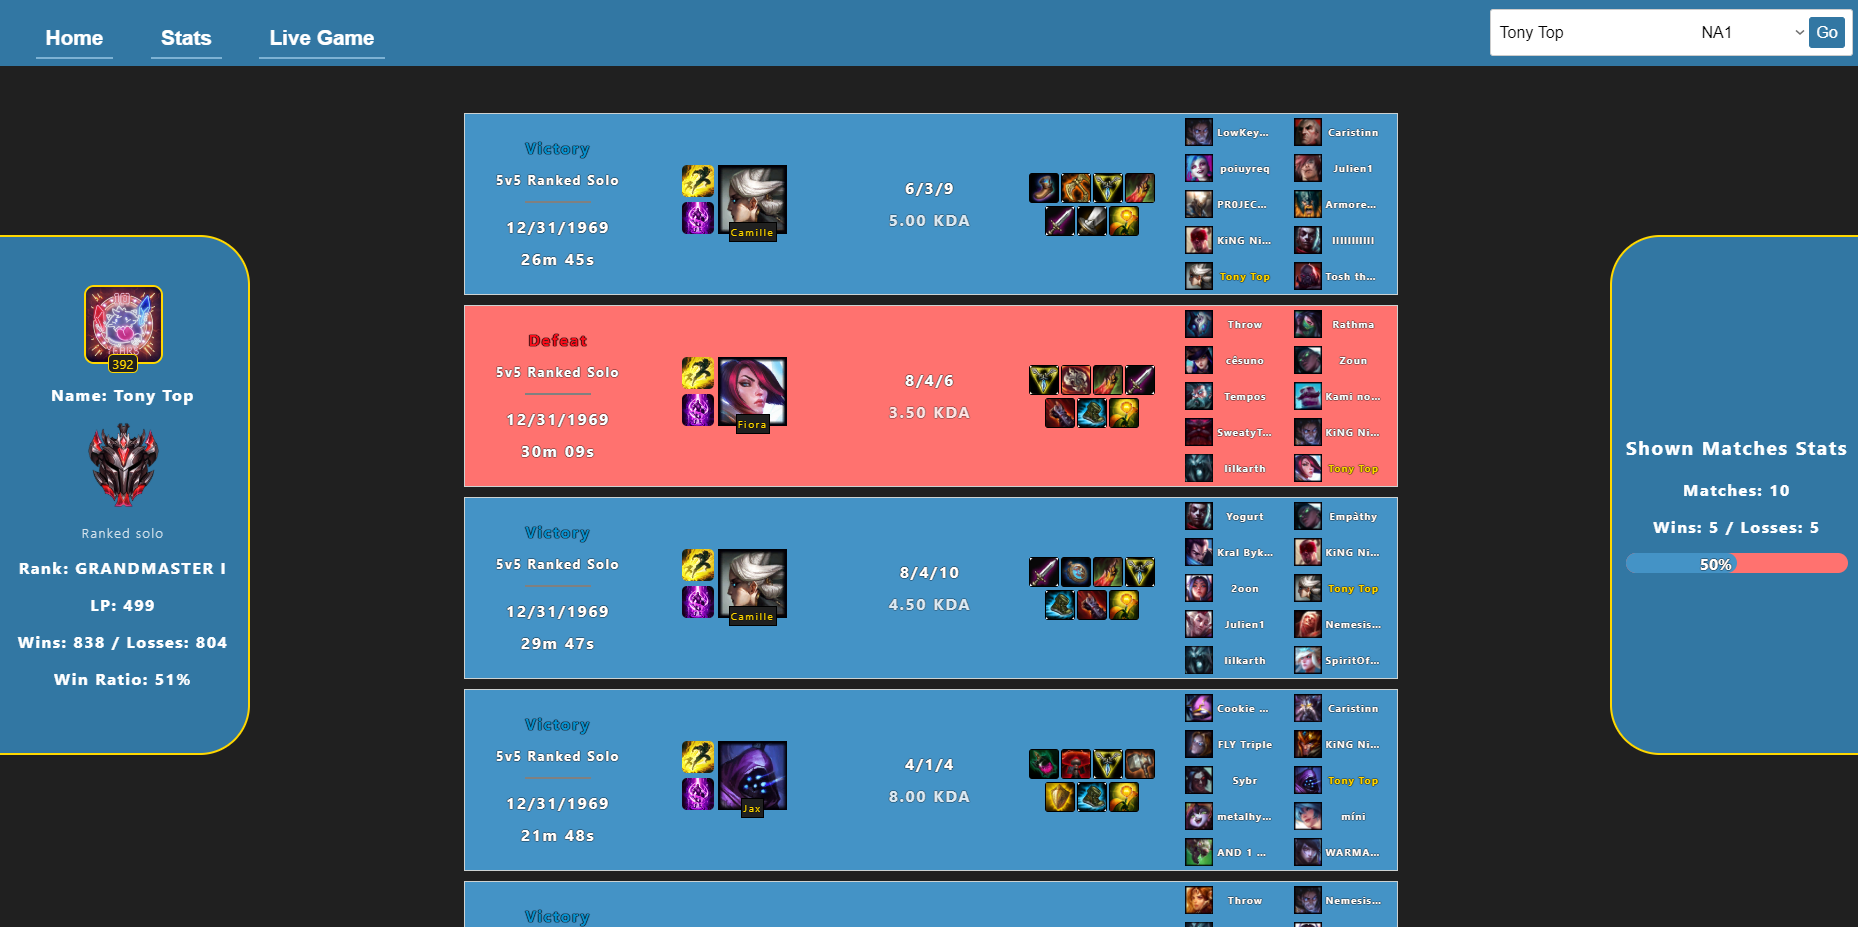 Home
Stats
Live Game
Tony Top
NA1
Go
392
Name: Tony Top
Ranked solo
Rank: GRANDMASTER I
LP: 499
Wins: 838 / Losses: 804
Win Ratio: 51%
Victory
5v5 Ranked Solo
12/31/1969
26m 45s
Camille
6/3/9
5.00 KDA
LowKey...
Caristinn
poiuyreq
Julien1
PR0JEC...
Armore...
KiNG Ni...
Tony Top
Tosh th...
Defeat
5v5 Ranked Solo
12/31/1969
30m 09s
Fiora
8/4/6
3.50 KDA
Throw
Rathma
cêsuno
Zoun
Tempos
Kami no...
SweatyT...
KiNG Ni...
lilkarth
Tony Top
Victory
5v5 Ranked Solo
12/31/1969
29m 47s
Camille
8/4/10
4.50 KDA
Yogurt
Empàthy
Kral Byk...
KiNG Ni...
2oon
Tony Top
Julien1
Nemesis...
lilkarth
SpiritOf...
Victory
5v5 Ranked Solo
12/31/1969
21m 48s
Jax
4/1/4
8.00 KDA
Cookie ...
Caristinn
FLY Triple
KiNG Ni...
Sybr
Tony Top
metalhy...
míni
AND 1 ...
WARMA...
Victory
Throw
Nemesis...
Shown Matches Stats
Matches: 10
Wins: 5 / Losses: 5
50%